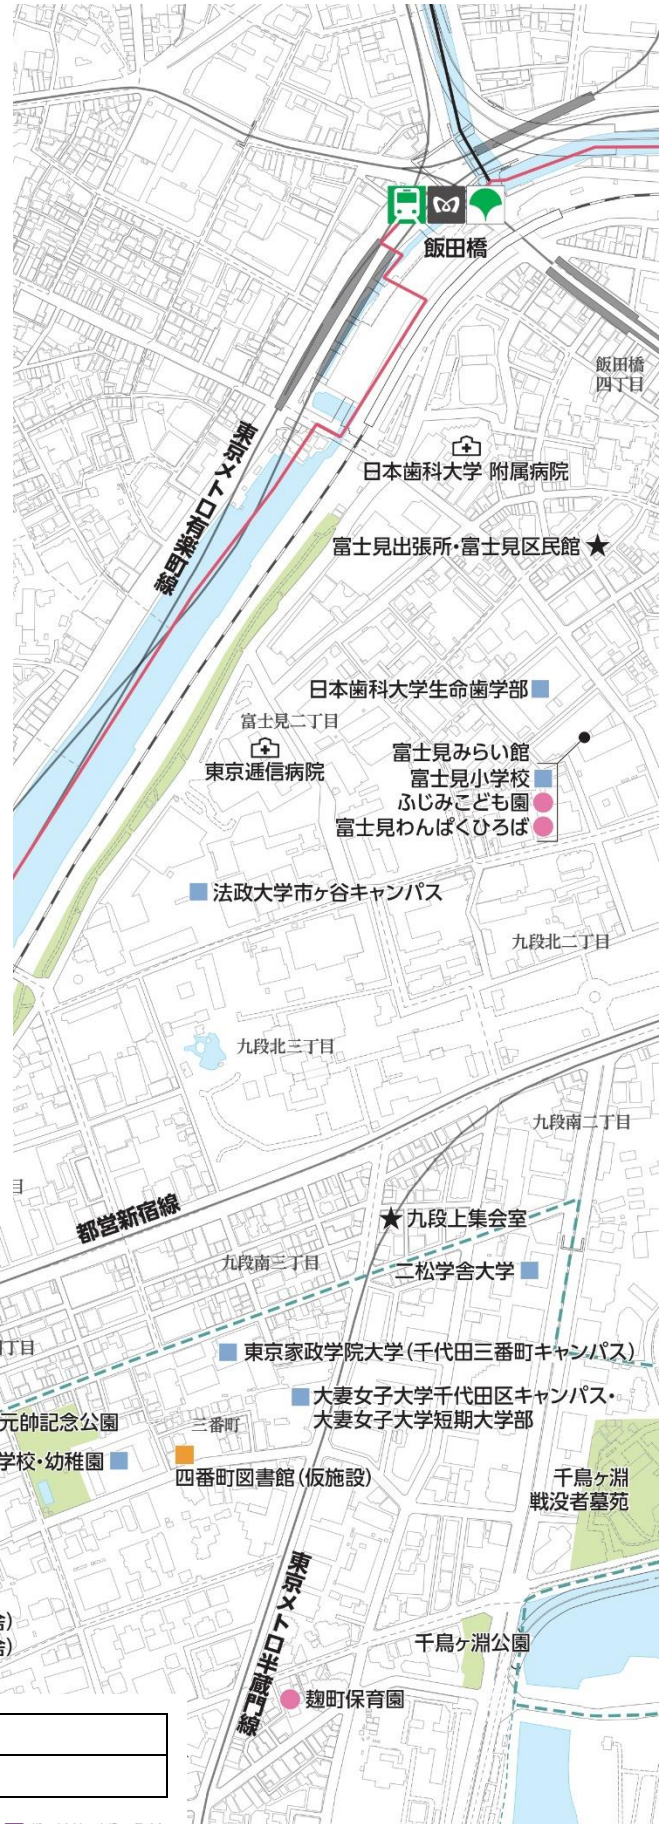 飯田橋
飯田橋
四丁目
日本歯科大学 附属病院
東京メトロ有楽町線
富士見出張所・富士見区民館
日本歯科大学生命歯学部
富士見二丁目
東京逓信病院
富士見みらい館
富士見小学校
ふじみこども園
富士見わんぱくひろば
法政大学市ヶ谷キャンパス
九段北二丁目
九段北三丁目
九段南二丁目
目
都営新宿線
九段上集会室
九段南三丁目
二松学舎大学
丁目
東京家政学院大学(千代田三番町キャンパス)
大妻女子大学千代田区キャンパス・
大妻女子大学短期大学部
元帥記念公園
三番町
学校・幼稚園
四番町図書館(仮施設)
千鳥ヶ淵
戦没者墓苑
東京メトロ半蔵門線
舎)
舎)
千鳥ヶ淵公園
麹町保育園